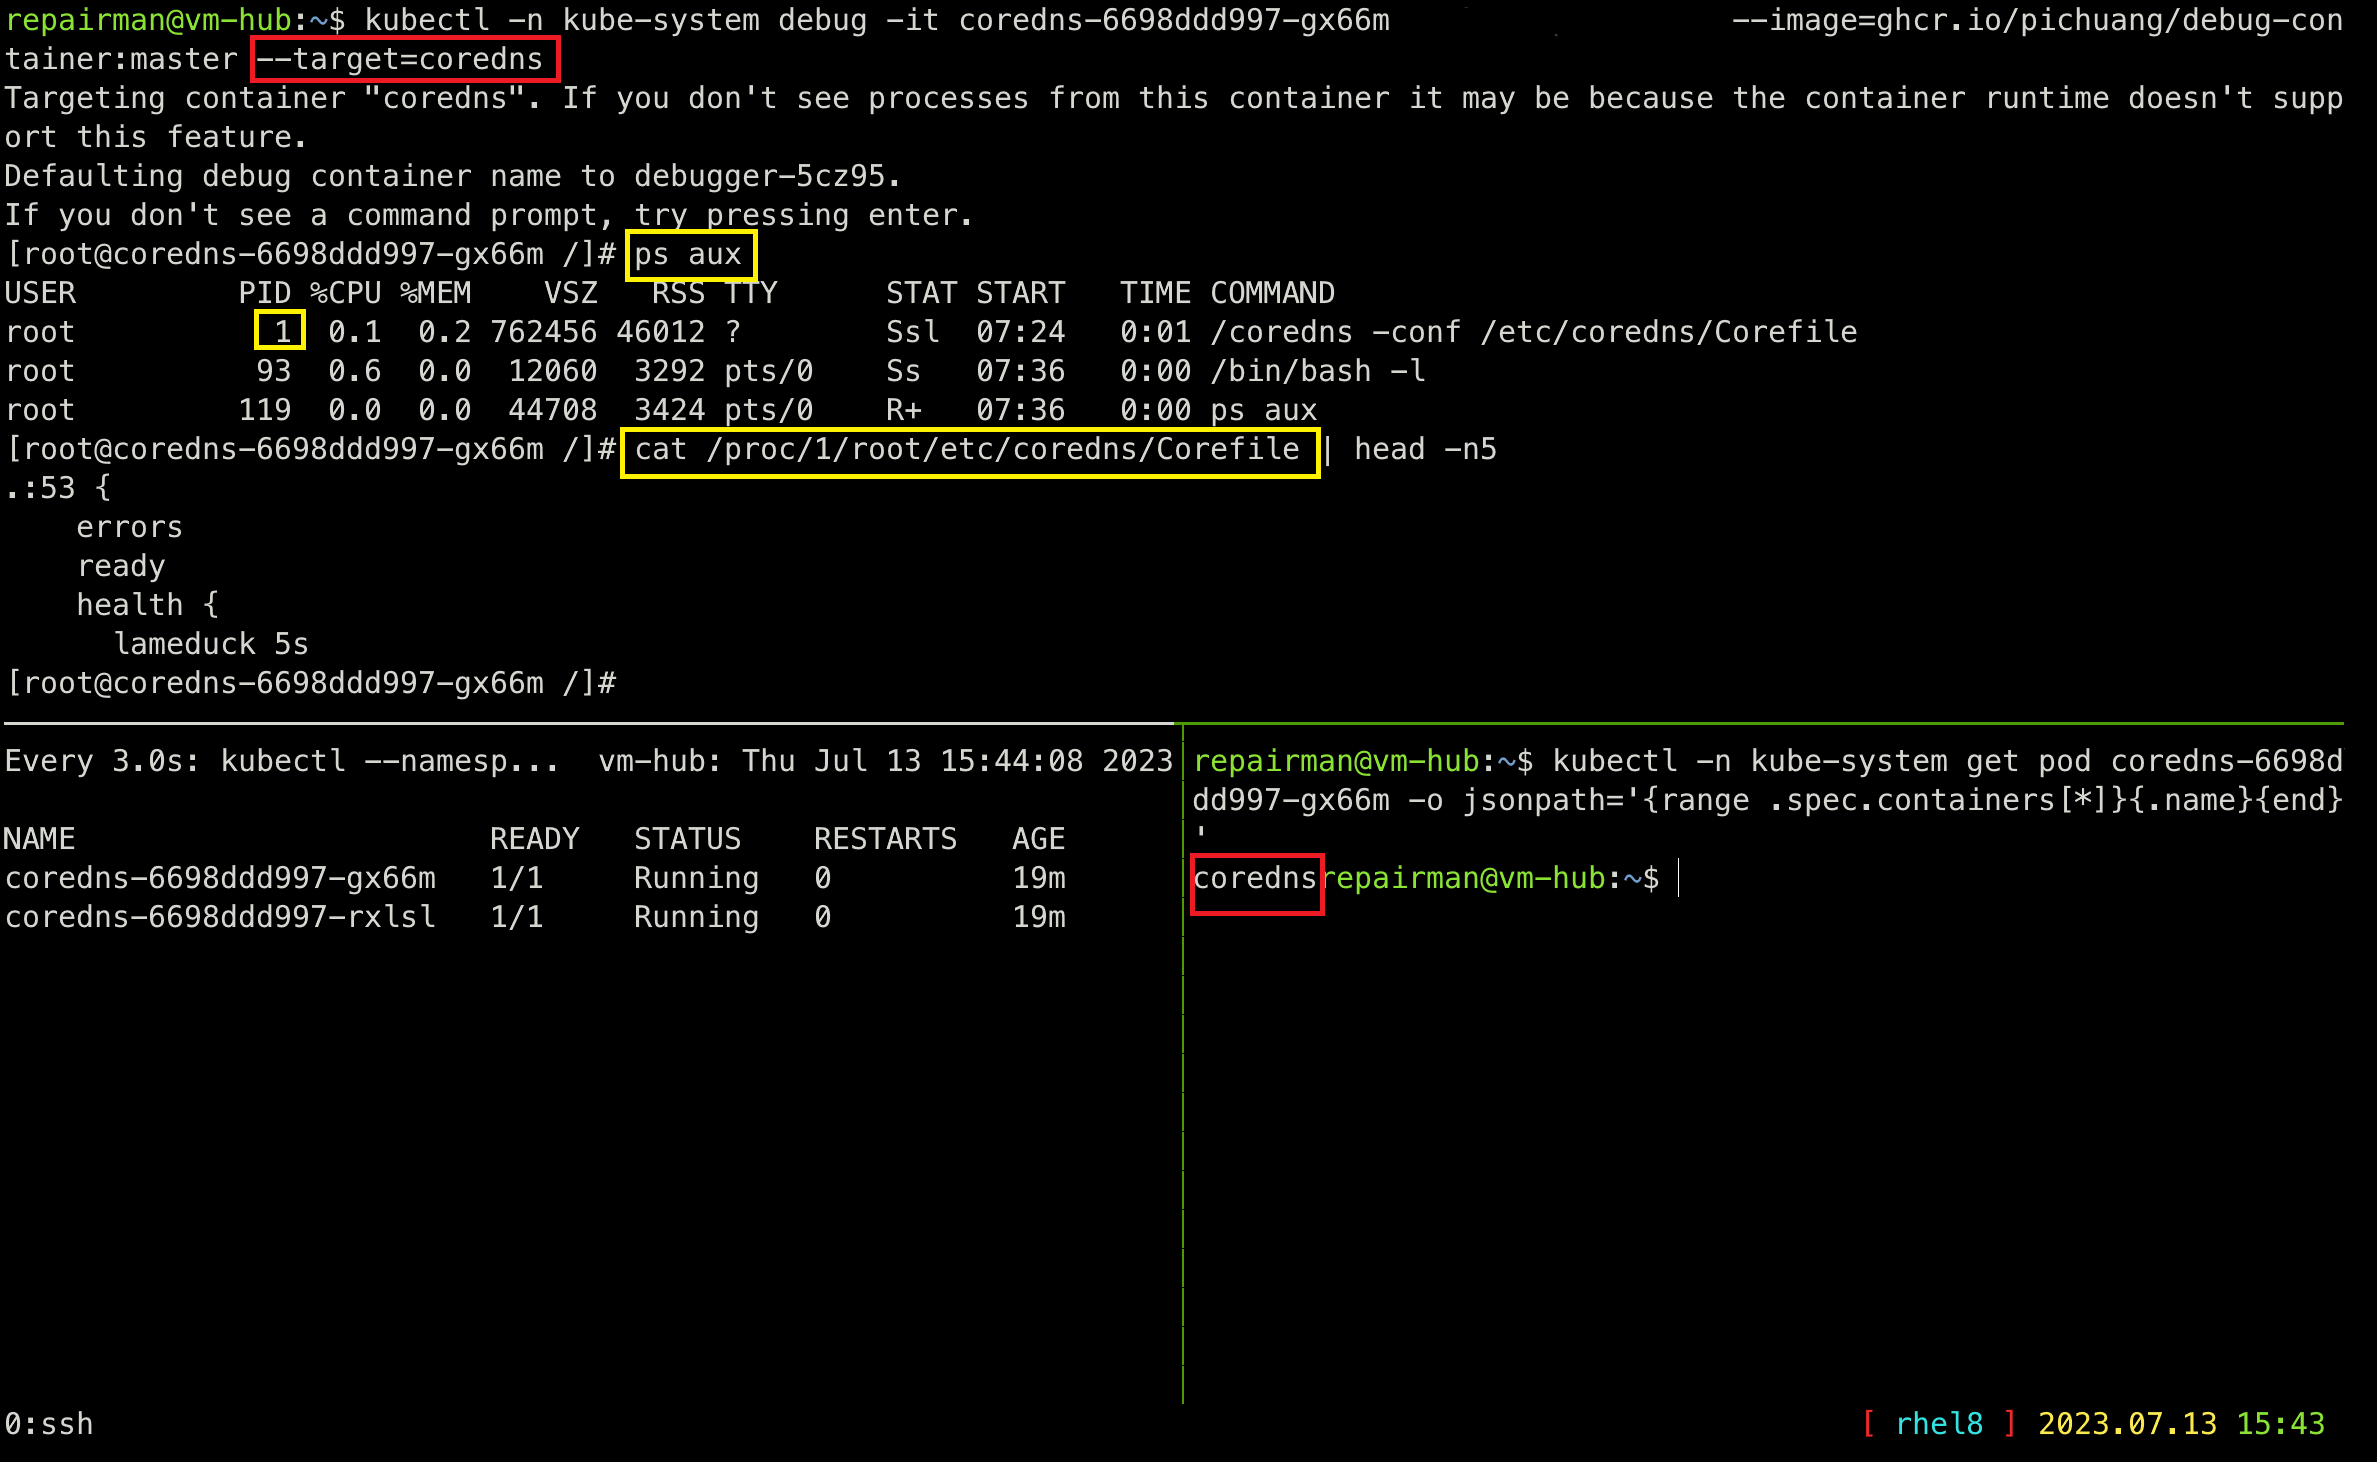 repairman@vm-hub:~$ kubectl -n kube-system debug -it coredns-6698ddd997-gx66m                   --image=ghcr.io/pichuang/debug-con
tainer:master --target=coredns
Targeting container "coredns". If you don't see processes from this container it may be because the container runtime doesn't supp
ort this feature.
Defaulting debug container name to debugger-5cz95.
If you don't see a command prompt, try pressing enter.
[root@coredns-6698ddd997-gx66m /]# ps aux
USER         PID %CPU %MEM    VSZ   RSS TTY      STAT START   TIME COMMAND
root           1  0.1  0.2 762456 46012 ?        Ssl  07:24   0:01 /coredns -conf /etc/coredns/Corefile
root          93  0.6  0.0  12060  3292 pts/0    Ss   07:36   0:00 /bin/bash -l
root         119  0.0  0.0  44708  3424 pts/0    R+   07:36   0:00 ps aux
[root@coredns-6698ddd997-gx66m /]# cat /proc/1/root/etc/coredns/Corefile | head -n5
.:53 {
    errors
    ready
    health {
      lameduck 5s
[root@coredns-6698ddd997-gx66m /]#
Every 3.0s: kubectl --namesp...  vm-hub: Thu Jul 13 15:44:08 2023
NAME                       READY   STATUS    RESTARTS   AGE
coredns-6698ddd997-gx66m   1/1     Running   0          19m
coredns-6698ddd997-rxlsl   1/1     Running   0          19m
repairman@vm-hub:~$ kubectl -n kube-system get pod coredns-6698d
dd997-gx66m -o jsonpath='{range .spec.containers[*]}{.name}{end}
'
corednsrepairman@vm-hub:~$
0:ssh
[ rhel8 ] 2023.07.13 15:43